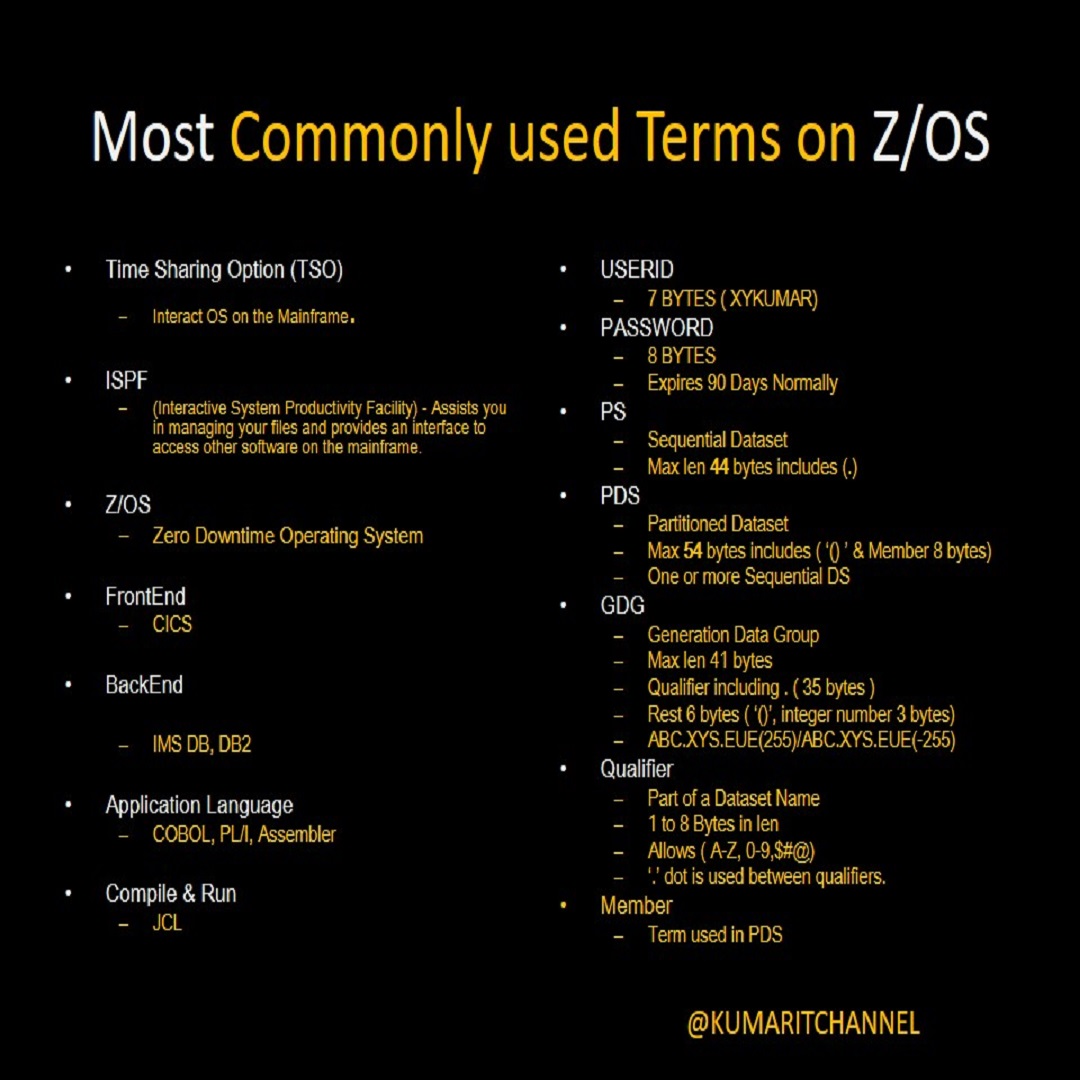 Most Commonly used Terms on Z/OS
• Time Sharing Option (TSO)
– Interact OS on the Mainframe.
• ISPF
– (Interactive System Productivity Facility) - Assists you
in managing your files and provides an interface to
access other software on the mainframe.
• Z/OS
– Zero Downtime Operating System
• FrontEnd
– CICS
• BackEnd
– IMS DB, DB2
• Application Language
– COBOL, PL/I, Assembler
• Compile & Run
– JCL
• USERID
– 7 BYTES ( XYKUMAR)
• PASSWORD
– 8 BYTES
– Expires 90 Days Normally
• PS
– Sequential Dataset
– Max len 44 bytes includes (.)
• PDS
– Partitioned Dataset
– Max 54 bytes includes ( ‘() ’ & Member 8 bytes)
– One or more Sequential DS
• GDG
– Generation Data Group
– Max len 41 bytes
– Qualifier including . ( 35 bytes )
– Rest 6 bytes ( ‘()’, integer number 3 bytes)
– ABC.XYS.EUE(255)/ABC.XYS.EUE(-255)
• Qualifier
– Part of a Dataset Name
– 1 to 8 Bytes in len
– Allows ( A-Z, 0-9,$#@)
– ‘.’ dot is used between qualifiers.
• Member
– Term used in PDS
@KUMARITCHANNEL